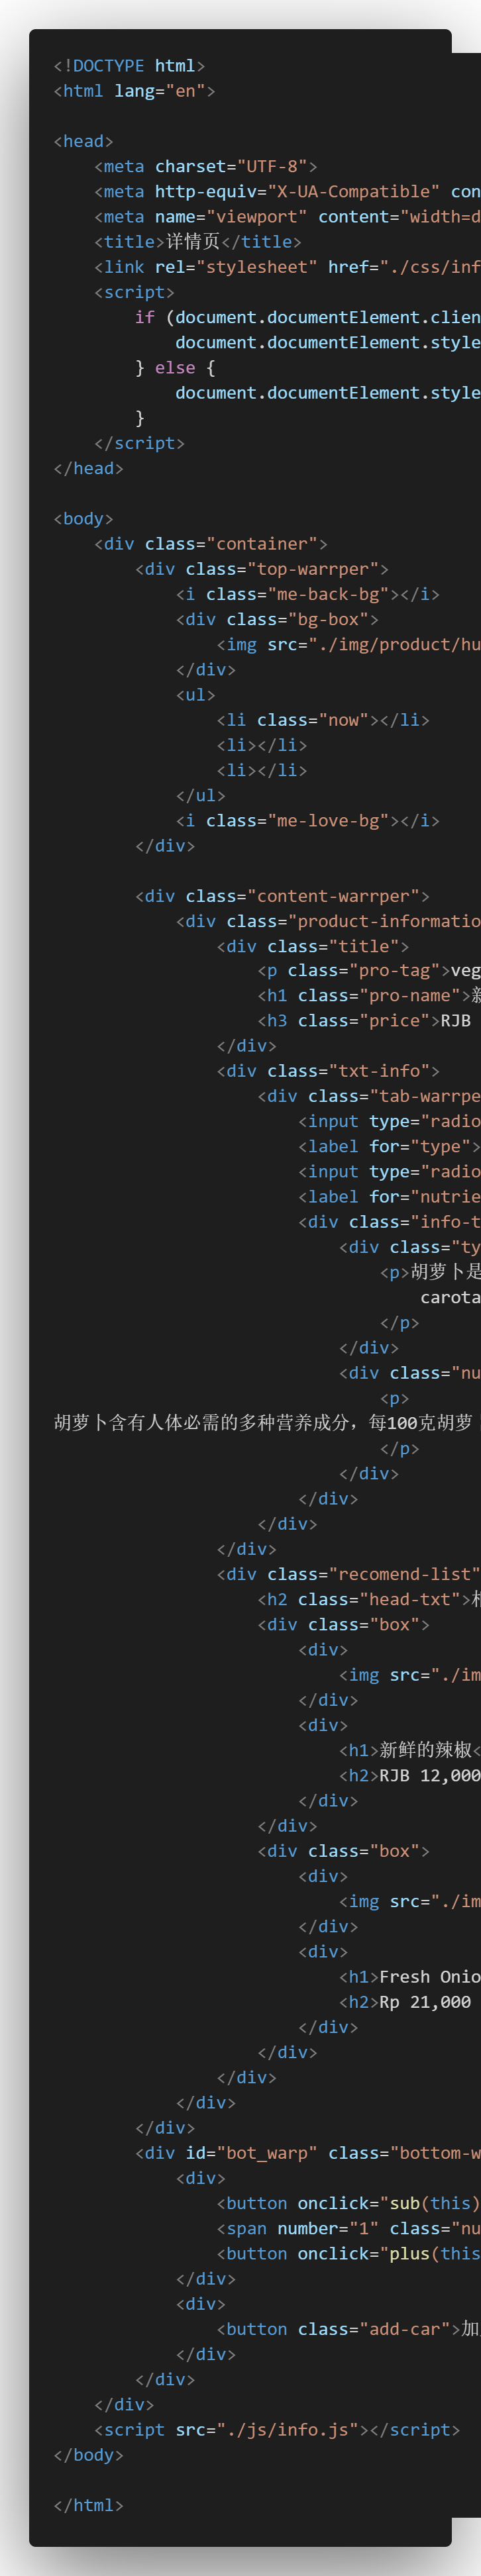 <!DOCTYPE html>
<html lang="en">

<head>
    <meta charset="UTF-8">
    <meta http-equiv="X-UA-Compatible" con
    <meta name="viewport" content="width=d
    <title>详情页</title>
    <link rel="stylesheet" href="./css/inf
    <script>
        if (document.documentElement.clien
            document.documentElement.style
        } else {
            document.documentElement.style
        }
    </script>
</head>

<body>
    <div class="container">
        <div class="top-warrper">
            <i class="me-back-bg"></i>
            <div class="bg-box">
                <img src="./img/product/hu
            </div>
            <ul>
                <li class="now"></li>
                <li></li>
                <li></li>
            </ul>
            <i class="me-love-bg"></i>
        </div>

        <div class="content-warrper">
            <div class="product-informatio
                <div class="title">
                    <p class="pro-tag">veg
                    <h1 class="pro-name">
                    <h3 class="price">RJB
                </div>
                <div class="txt-info">
                    <div class="tab-warrpe
                        <input type="radio
                        <label for="type">
                        <input type="radio
                        <label for="nutrie
                        <div class="info-t
                            <div class="ty
                                <p>胡萝卜是
                                    carota
                                </p>
                            </div>
                            <div class="nu
                                <p>
胡萝卜含有人体必需的多种营养成分，每100克胡萝
                                </p>
                            </div>
                        </div>
                    </div>
                </div>
                <div class="recomend-list"
                    <h2 class="head-txt">
                    <div class="box">
                        <div>
                            <img src="./im
                        </div>
                        <div>
                            <h1>新鲜的辣椒<
                            <h2>RJB 12,000
                        </div>
                    </div>
                    <div class="box">
                        <div>
                            <img src="./im
                        </div>
                        <div>
                            <h1>Fresh Onio
                            <h2>Rp 21,000
                        </div>
                    </div>
                </div>
            </div>
        </div>
        <div id="bot_warp" class="bottom-w
            <div>
                <button onclick="sub(this)
                <span number="1" class="nu
                <button onclick="plus(this
            </div>
            <div>
                <button class="add-car">加
            </div>
        </div>
    </div>
    <script src="./js/info.js"></script>
</body>

</html>